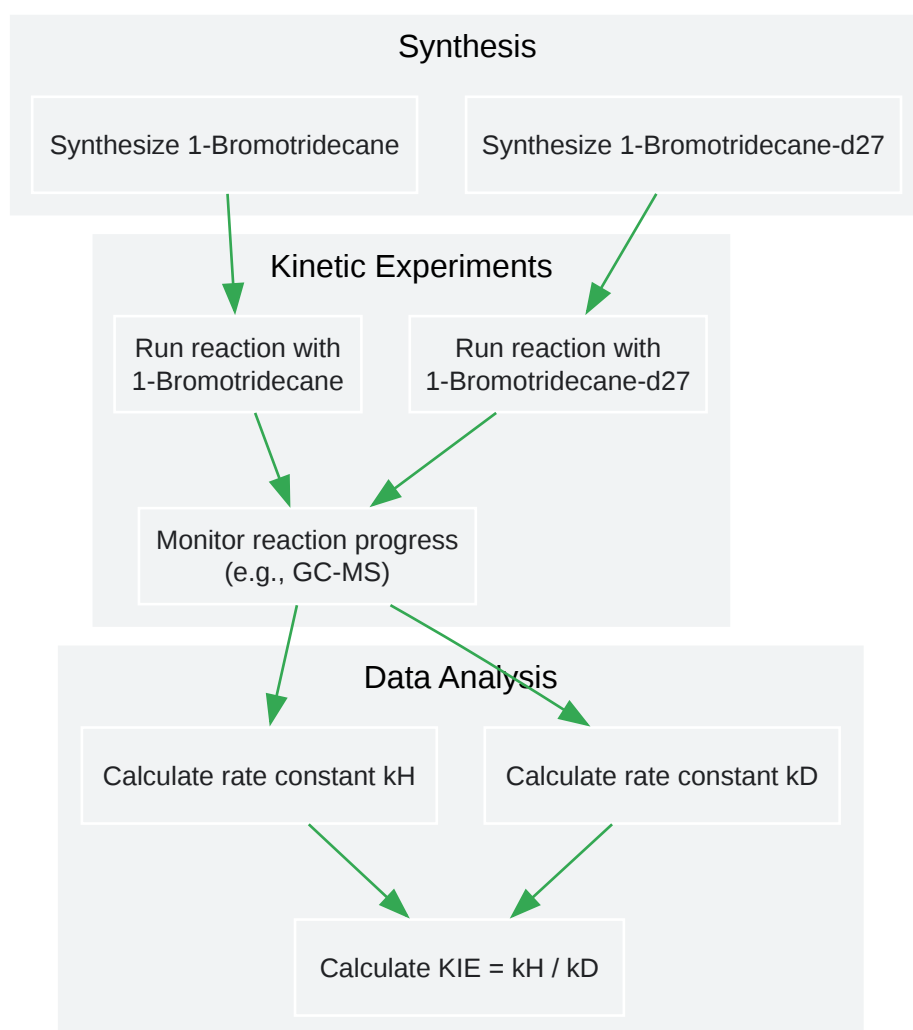 Synthesis
Synthesize 1-Bromotridecane
Synthesize 1-Bromotridecane-d27
Kinetic Experiments
Run reaction with
1-Bromotridecane
Run reaction with
1-Bromotridecane-d27
Monitor reaction progress
(e.g., GC-MS)
Data Analysis
Calculate rate constant kH
Calculate rate constant kD
Calculate KIE = kH / kD